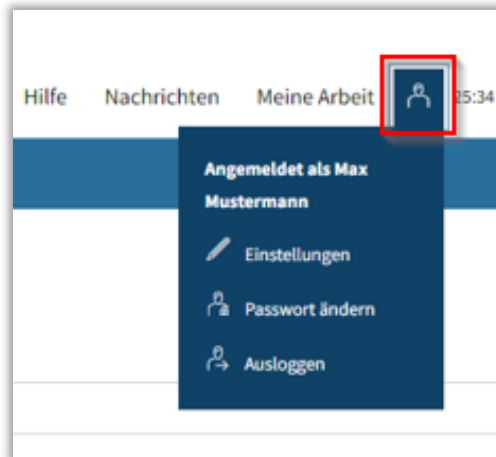 Hilfe Nachrichten Meine Arbeit 25:34
Angemeldet als Max
Mustermann
Einstellungen
Passwort ändern
Ausloggen